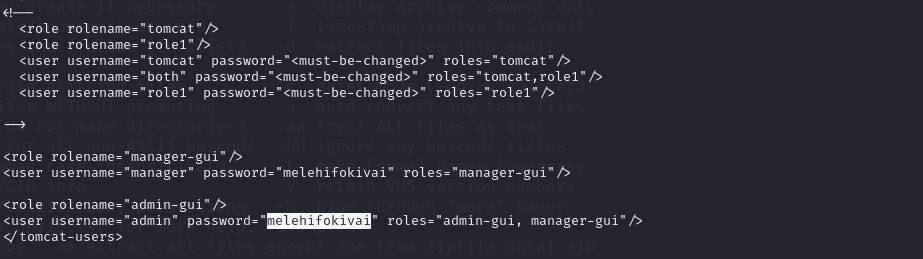 <!--
<role rolename="tomcat"/>
<role rolename="role1"/>
<user username="tomcat" password="<must-be-changed>" roles="tomcat"/>
<user username="both" password="<must-be-changed>" roles="tomcat,role1"/>
<user username="role1" password="<must-be-changed>" roles="role1"/>
-->
<role rolename="manager-gui"/>
<user username="manager" password="melehifokivai" roles="manager-gui"/>
<role rolename="admin-gui"/>
<user username="admin" password="melehifokivai" roles="admin-gui, manager-gui"/>
</tomcat-users>